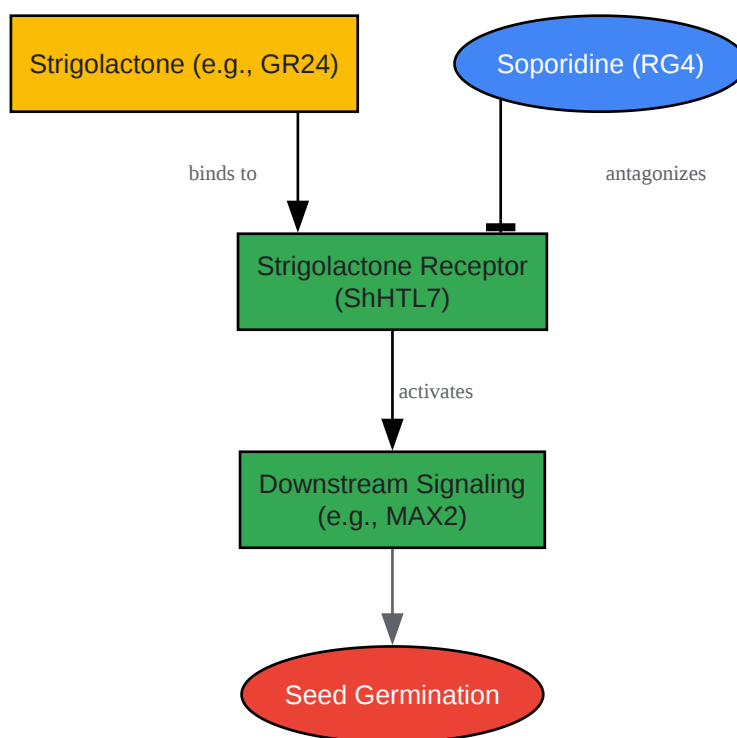 Strigolactone (e.g., GR24)
Soporidine (RG4)
binds to
antagonizes
Strigolactone Receptor
(ShHTL7)
activates
Downstream Signaling
(e.g., MAX2)
Seed Germination